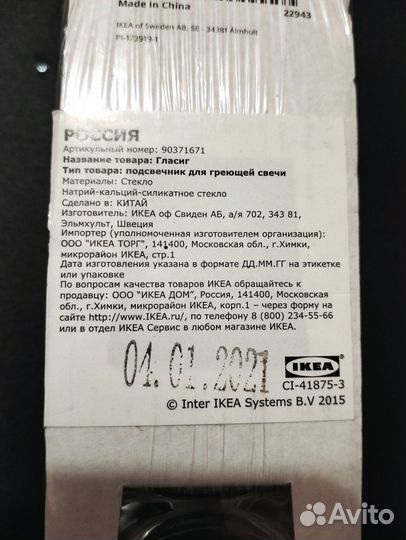 Made in China
22943
IKEA of Sweden AB, SE - 34381 Älmhult
РОССИЯ
Артикульный номер: 90371671
Название товара: Гласиг
Тип товара: подсвечник для греющей свечи
Материалы: Стекло
Натрий-кальций-силикатное стекло
Сделано в: КИТАЙ
Изготовитель: ИКЕА оф Свиден АБ, а/я 702, 343 81,
Эльмхульт, Швеция
Импортер (уполномоченная изготовителем организация):
ООО "ИКЕА ТОРГ", 141400, Московская обл., г.Химки,
микрорайон ИКЕА, стр.1
Дата изготовления указана в формате ДД.ММ.ГГ на этикетке
или упаковке
По вопросам качества товаров ИКЕА обращайтесь к
продавцу: ООО "ИКЕА ДОМ", Россия, 141400, Московская
обл., г.Химки, микрорайон ИКЕА, корп.1 – через форму на
сайте http://www.IKEA.ru/, по телефону 8 (800) 234-55-66
или в отдел ИКЕА Сервис в любом магазине ИКЕА.
04.01.2021
IKEA
CI-41875-3
© Inter IKEA Systems B.V 2015
Avito